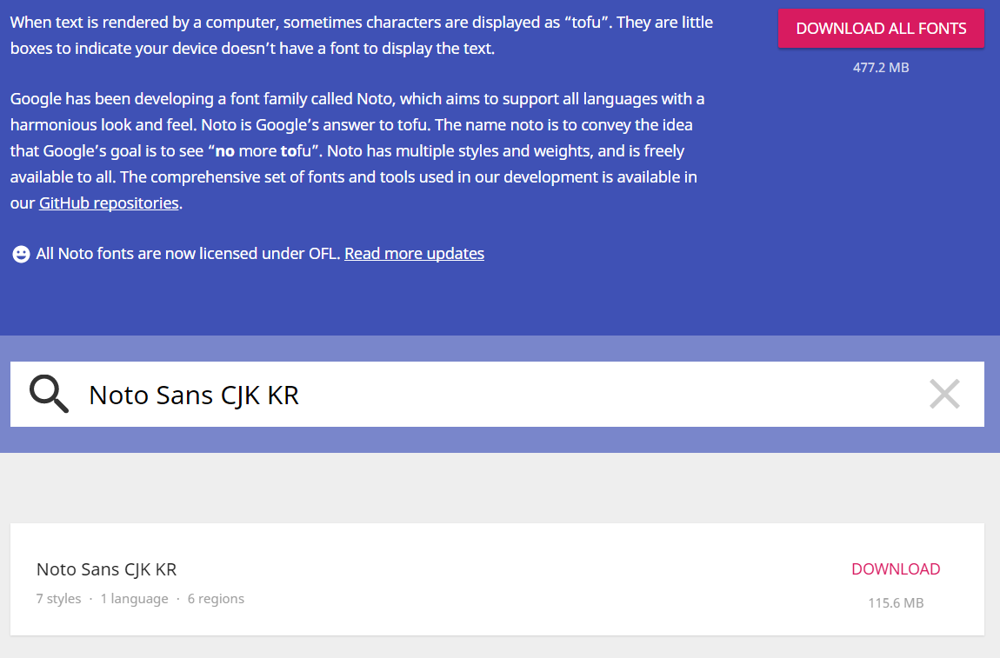 When text is rendered by a computer, sometimes characters are displayed as “tofu”. They are little
boxes to indicate your device doesn’t have a font to display the text.
DOWNLOAD ALL FONTS
477.2 MB
Google has been developing a font family called Noto, which aims to support all languages with a
harmonious look and feel. Noto is Google’s answer to tofu. The name noto is to convey the idea
that Google’s goal is to see “no more tofu”. Noto has multiple styles and weights, and is freely
available to all. The comprehensive set of fonts and tools used in our development is available in
our GitHub repositories.
All Noto fonts are now licensed under OFL. Read more updates
Noto Sans CJK KR
Noto Sans CJK KR
DOWNLOAD
7 styles · 1 language · 6 regions
115.6 MB